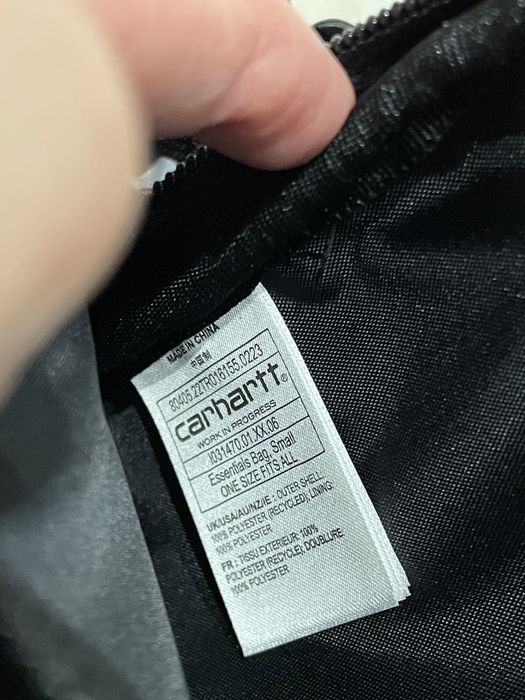 MADE IN CHINA
中国制
80405.22TR016155.0223
carhartt®
WORK IN PROGRESS
I031470.01.XX.06
Essentials Bag, Small
ONE SIZE FITS ALL
UK/USA/AU/NZ/IE : OUTER SHELL:
100% POLYESTER (RECYCLED); LINING:
100% POLYESTER
FR : TISSU EXTERIEUR: 100%
POLYESTER (RECYCLE); DOUBLURE:
100% POLYESTER